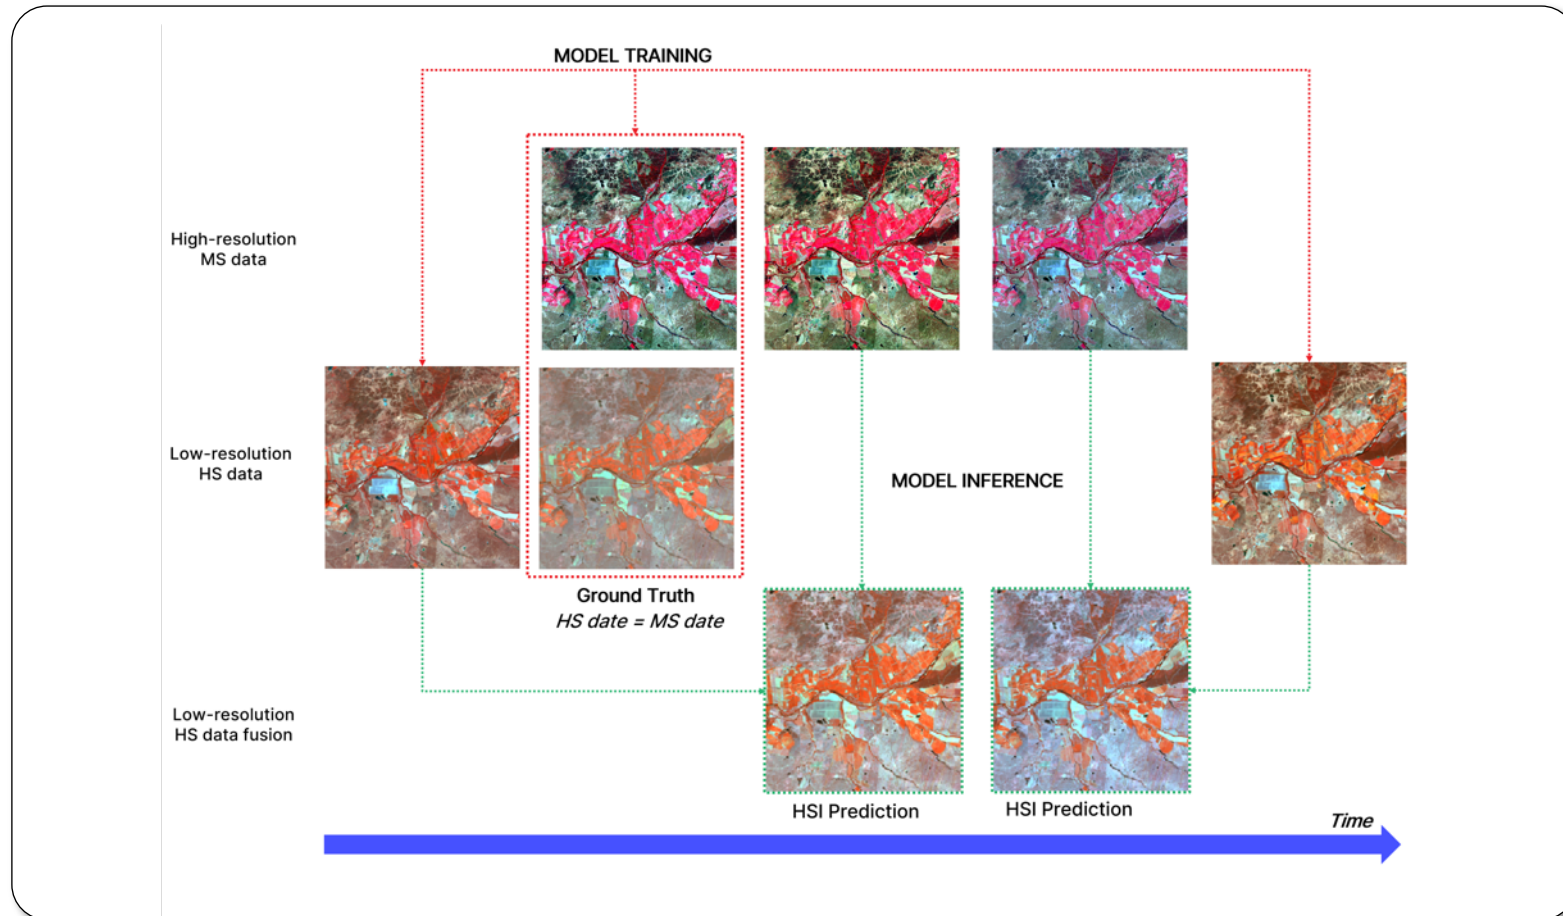 MODEL TRAINING
High-resolution
MS data
Low-resolution
HS data
MODEL INFERENCE
Ground Truth
HS date = MS date
Low-resolution
HS data fusion
HSI Prediction
HSI Prediction
Time